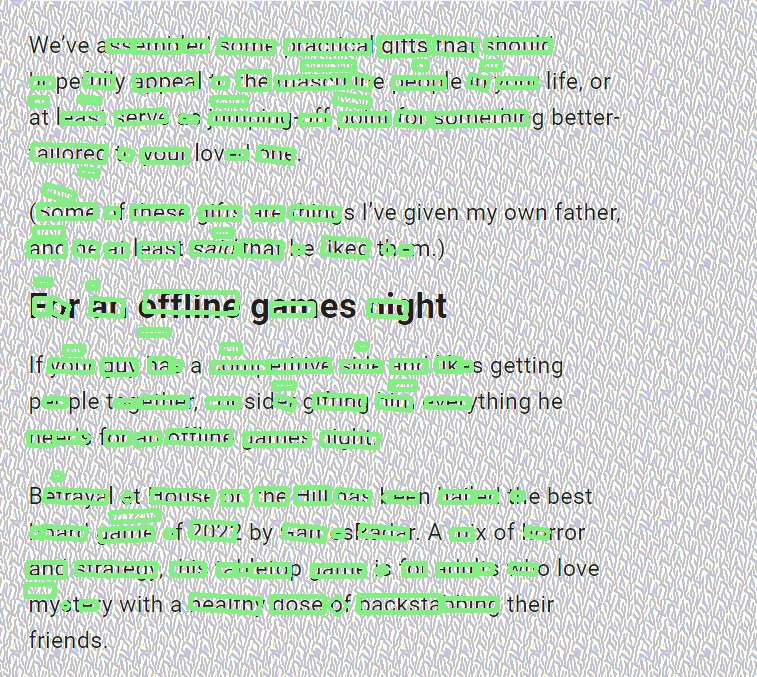 We've assembled some practical gifts that should
hopefully appeal to the masculine people in your life, or
at least serve as jumping-off point for something better-
tailored to your loved one.
(Some of these gifts are things I've given my own father,
and he at least said that he liked them.)
For an offline games night
If your guy has a competitive side and likes getting
people together, consider gifting him everything he
needs for an offline games night.
Betrayal at House on the Hill has been hailed the best
board game of 2022 by GamesRadar. A mix of horror
and strategy, this tabletop game is for adults who love
mystery with a healthy dose of backstabbing their
friends.